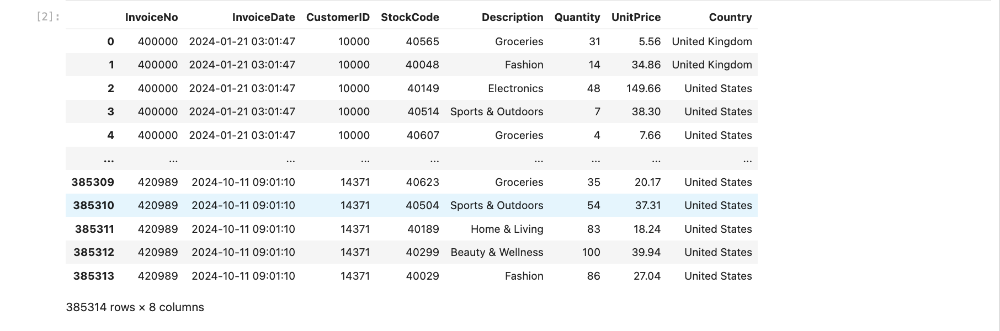 [2]:
InvoiceNo InvoiceDate CustomerID StockCode Description Quantity UnitPrice Country
0 400000 2024-01-21 03:01:47 10000 40565 Groceries 31 5.56 United Kingdom
1 400000 2024-01-21 03:01:47 10000 40048 Fashion 14 34.86 United Kingdom
2 400000 2024-01-21 03:01:47 10000 40149 Electronics 48 149.66 United States
3 400000 2024-01-21 03:01:47 10000 40514 Sports & Outdoors 7 38.30 United States
4 400000 2024-01-21 03:01:47 10000 40607 Groceries 4 7.66 United States
... ... ... ... ... ... ... ... ...
385309 420989 2024-10-11 09:01:10 14371 40623 Groceries 35 20.17 United States
385310 420989 2024-10-11 09:01:10 14371 40504 Sports & Outdoors 54 37.31 United States
385311 420989 2024-10-11 09:01:10 14371 40189 Home & Living 83 18.24 United States
385312 420989 2024-10-11 09:01:10 14371 40299 Beauty & Wellness 100 39.94 United States
385313 420989 2024-10-11 09:01:10 14371 40029 Fashion 86 27.04 United States
385314 rows × 8 columns